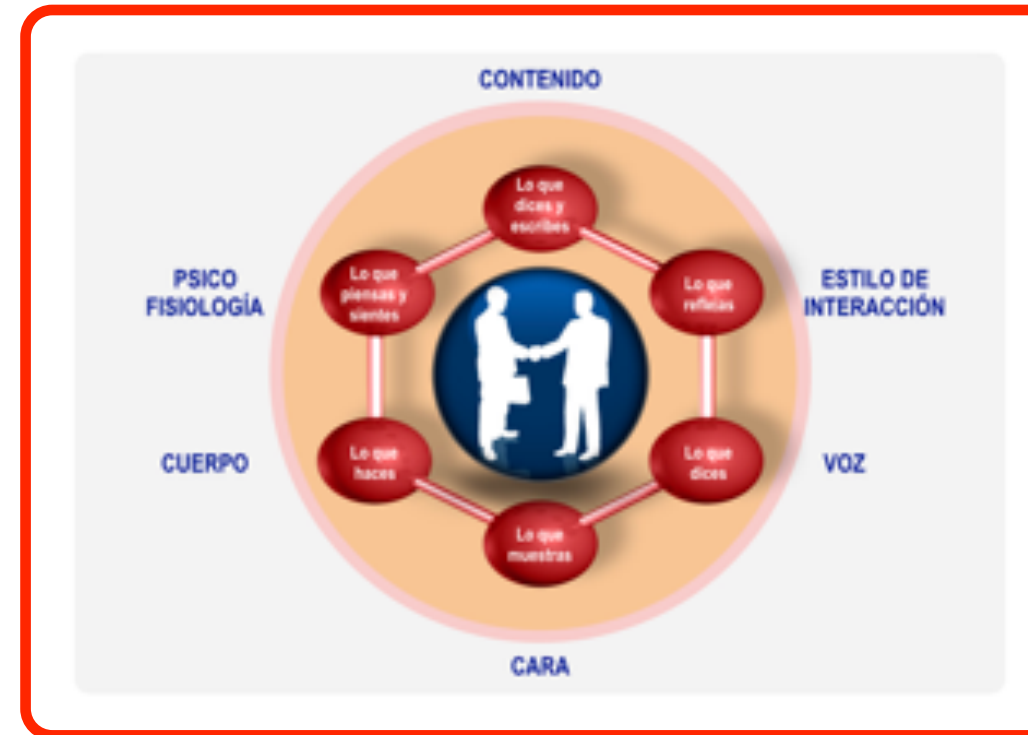 CONTENIDO
Lo que
dices y
escribes
PSICO
FISIOLOGÍA
Lo que
piensas y
sientes
Lo que
reflejas
ESTILO DE
INTERACCIÓN
CUERPO
Lo que
haces
Lo que
dices
VOZ
Lo que
muestras
CARA